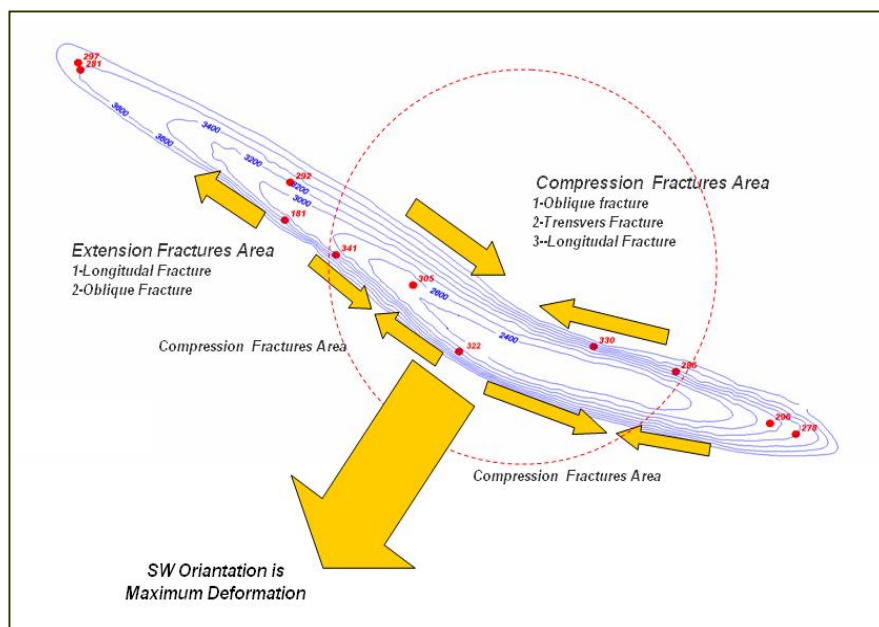 297
281
3600
3600
3400
3200
292
3200
3000
181
341
305
2600
2400
322
330
286
296
278
Compression Fractures Area
1-Oblique fracture
2-Trensvers Fracture
3--Longitudal Fracture
Extension Fractures Area
1-Longitudal Fracture
2-Oblique Fracture
Compression Fractures Area
Compression Fractures Area
SW Oriantation is
Maximum Deformation